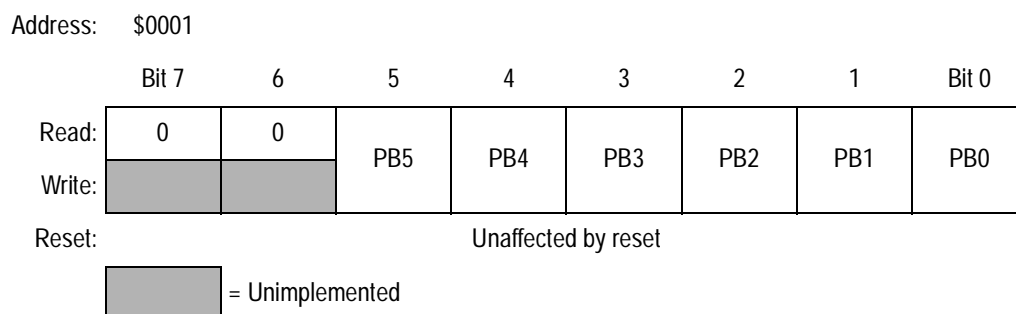 Address: $0001
Bit 7 6 5 4 3 2 1 Bit 0
Read: 0 0
PB5 PB4 PB3 PB2 PB1 PB0
Write:
Reset: Unaffected by reset
= Unimplemented